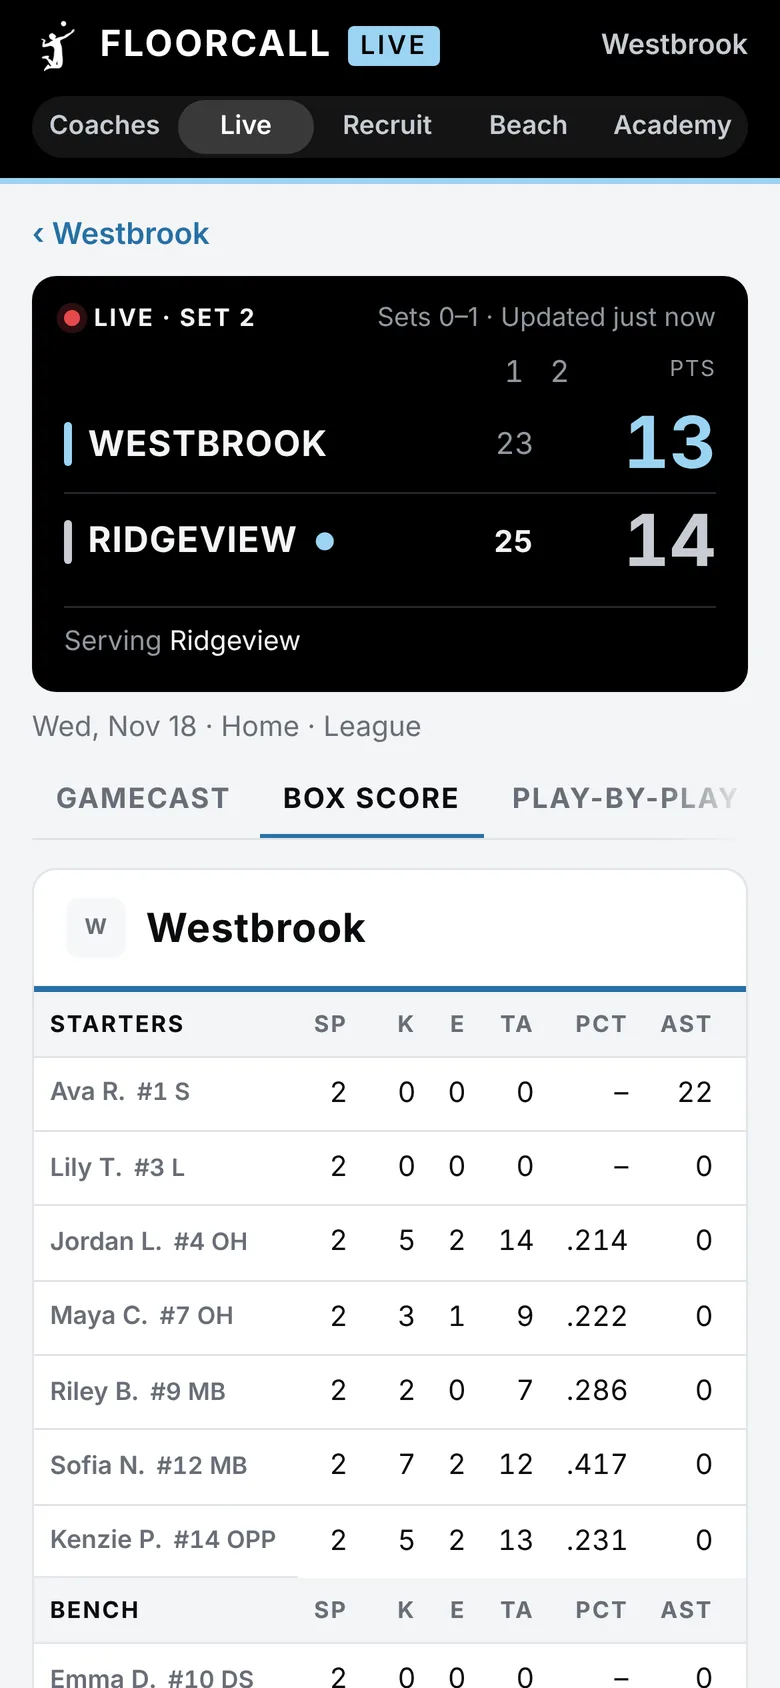 FLOORCALL LIVE Westbrook
Coaches Live Recruit Beach Academy
‹ Westbrook
LIVE · SET 2 Sets 0–1 · Updated just now
1 2 PTS
WESTBROOK 23 13
RIDGEVIEW 25 14
Serving Ridgeview
Wed, Nov 18 · Home · League
GAMECAST BOX SCORE PLAY-BY-PLAY
W Westbrook
STARTERS SP K E TA PCT AST
Ava R. #1 S 2 0 0 0 – 22
Lily T. #3 L 2 0 0 0 – 0
Jordan L. #4 OH 2 5 2 14 .214 0
Maya C. #7 OH 2 3 1 9 .222 0
Riley B. #9 MB 2 2 0 7 .286 0
Sofia N. #12 MB 2 7 2 12 .417 0
Kenzie P. #14 OPP 2 5 2 13 .231 0
BENCH SP K E TA PCT AST
Emma D. #10 DS 2 0 0 0 – 0